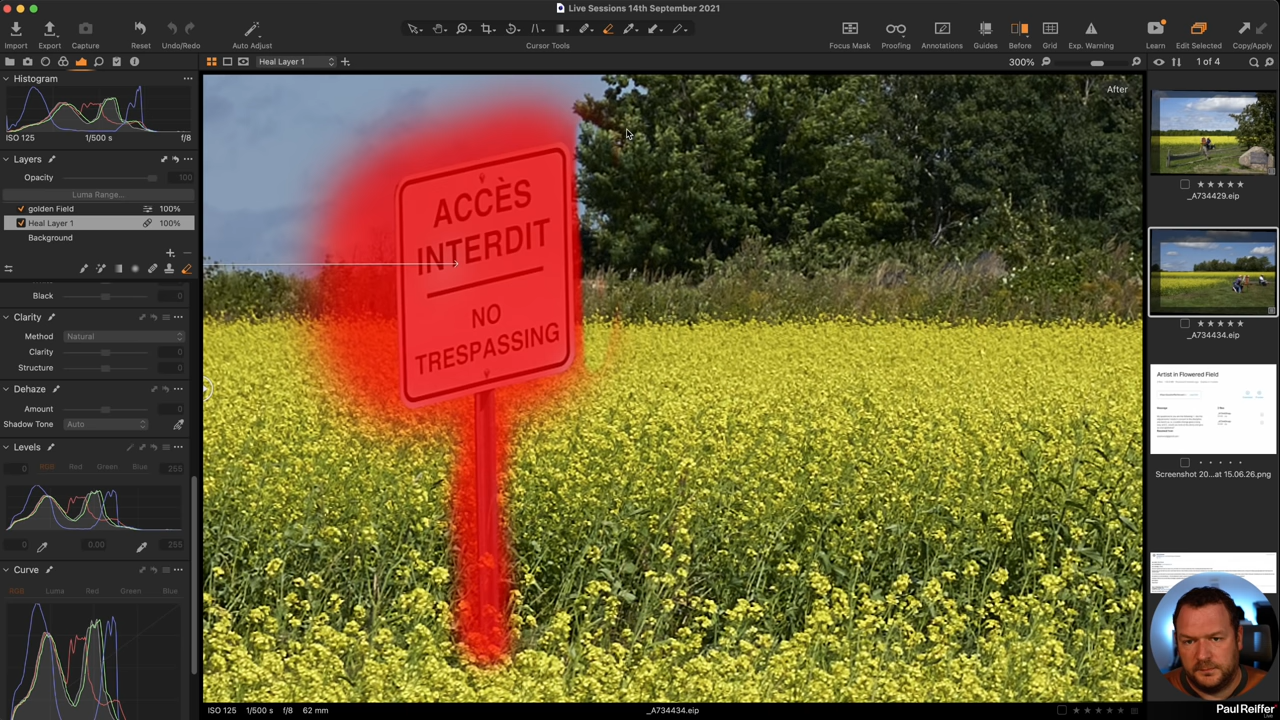 Live Sessions 14th September 2021
Import
Export
Capture
Reset
Undo/Redo
Auto Adjust
Cursor Tools
Focus Mask
Proofing
Annotations
Guides
Before
Grid
Exp. Warning
Learn
Edit Selected
Copy/Apply
Heal Layer 1
300%
1 of 4
Histogram
ISO 125
1/500 s
f/8
Layers
Opacity
100
Luma Range...
golden Field
100%
Heal Layer 1
100%
Background
Black
0
Clarity
Method
Natural
Clarity
0
Structure
0
Dehaze
Amount
0
Shadow Tone
Auto
Levels
0
RGB
Red
Green
Blue
255
0
0.00
255
Curve
RGB
Luma
Red
Green
Blue
After
ACCÈS
INTERDIT
NO
TRESPASSING
_A734429.eip
_A734434.eip
Artist in Flowered Field
Screenshot 20...at 15.06.26.png
ISO 125
1/500 s
f/8
62 mm
_A734434.eip
PaulReiffer
Live